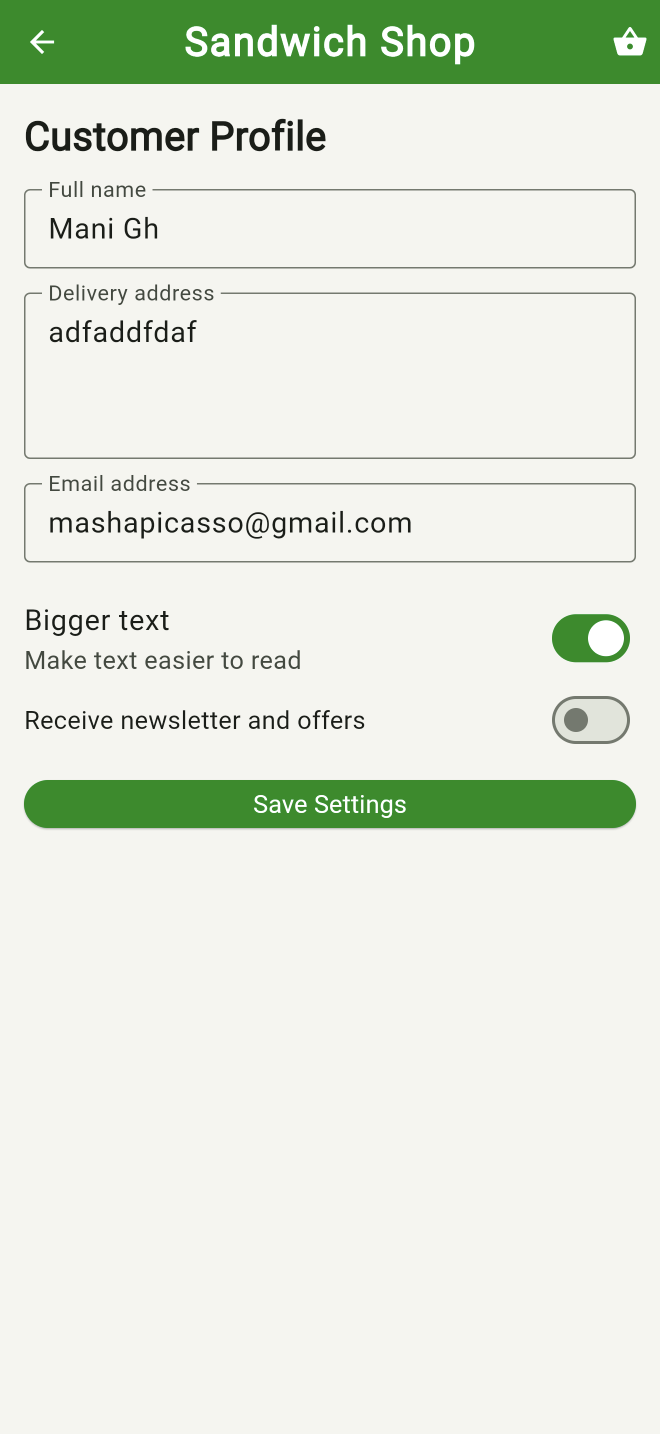 Sandwich Shop
Customer Profile
Full name
Mani Gh
Delivery address
adfaddfdaf
Email address
mashapicasso@gmail.com
Bigger text
Make text easier to read
Receive newsletter and offers
Save Settings